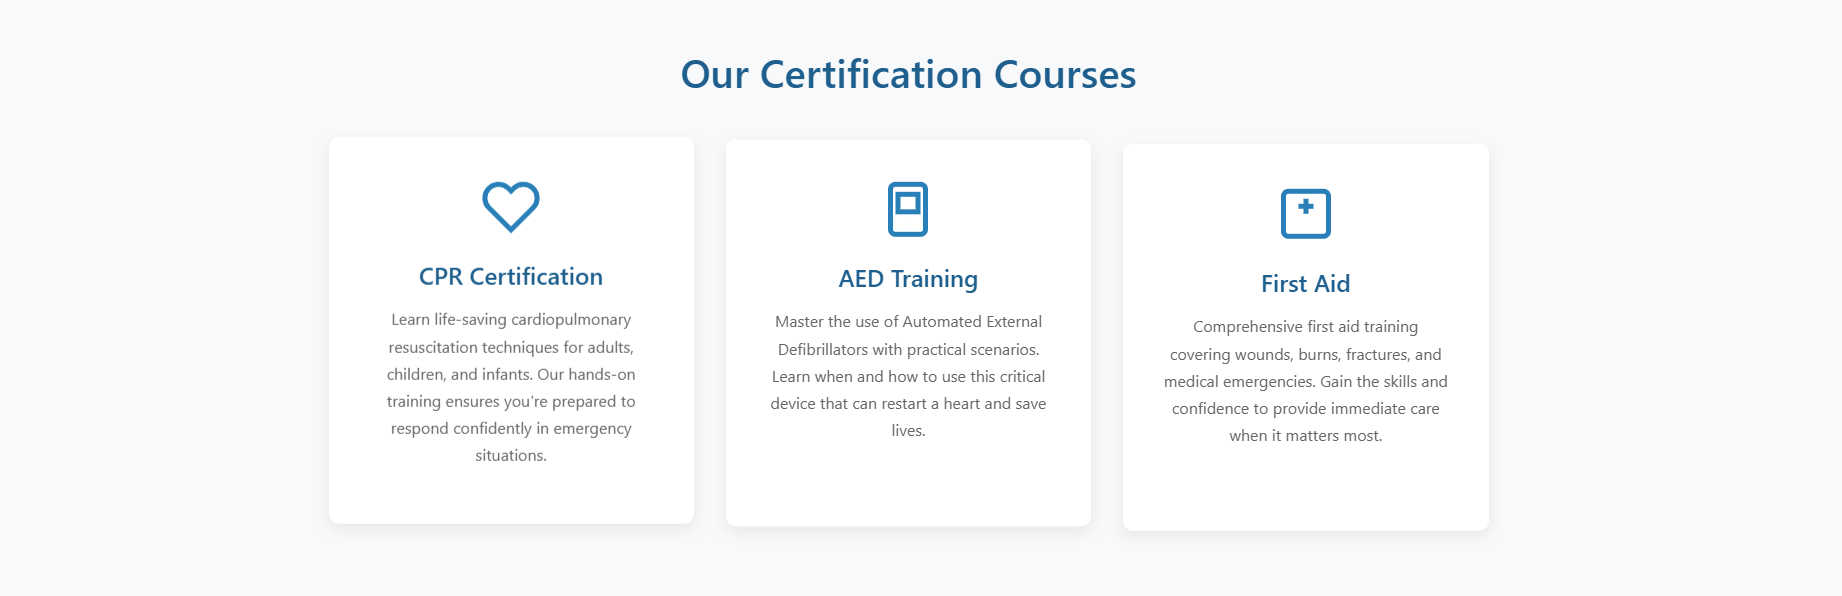 Our Certification Courses
CPR Certification
Learn life-saving cardiopulmonary
resuscitation techniques for adults,
children, and infants. Our hands-on
training ensures you're prepared to
respond confidently in emergency
situations.
AED Training
Master the use of Automated External
Defibrillators with practical scenarios.
Learn when and how to use this critical
device that can restart a heart and save
lives.
First Aid
Comprehensive first aid training
covering wounds, burns, fractures, and
medical emergencies. Gain the skills and
confidence to provide immediate care
when it matters most.